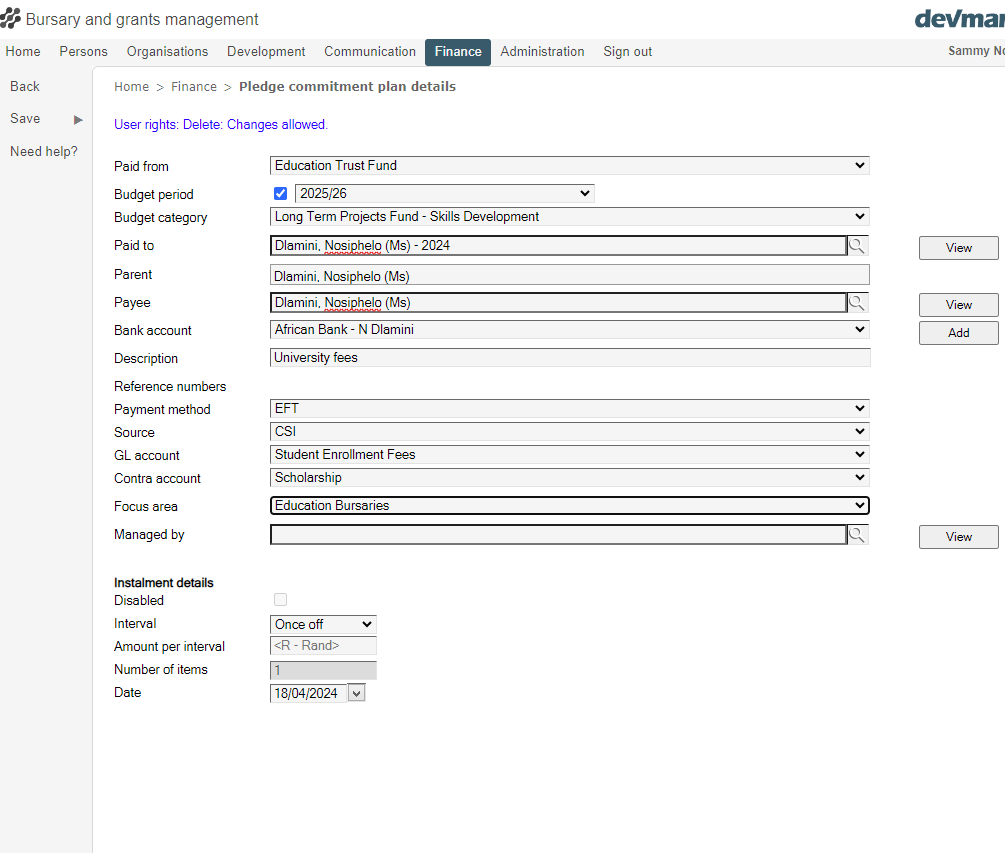 Bursary and grants management
devmar
Home Persons Organisations Development Communication Finance Administration Sign out
Sammy No
Back
Save
Need help?
Home > Finance > Pledge commitment plan details
User rights: Delete: Changes allowed.
Paid from Education Trust Fund
Budget period 2025/26
Budget category Long Term Projects Fund - Skills Development
Paid to Dlamini, Nosiphelo (Ms) - 2024 View
Parent Dlamini, Nosiphelo (Ms)
Payee Dlamini, Nosiphelo (Ms) View
Bank account African Bank - N Dlamini Add
Description University fees
Reference numbers
Payment method EFT
Source CSI
GL account Student Enrollment Fees
Contra account Scholarship
Focus area Education Bursaries
Managed by View
Instalment details
Disabled
Interval Once off
Amount per interval <R - Rand>
Number of items 1
Date 18/04/2024